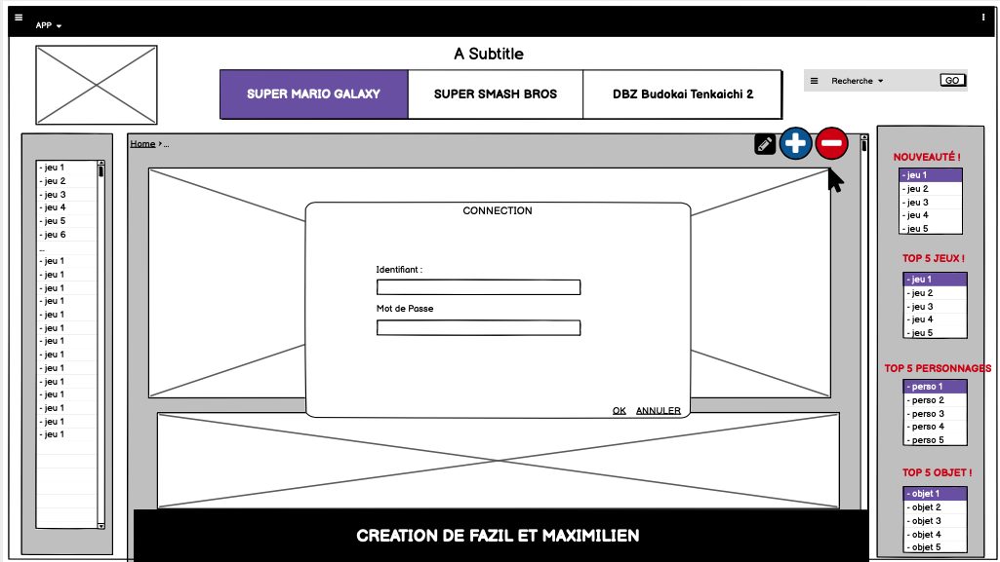 APP
A Subtitle
SUPER MARIO GALAXY
SUPER SMASH BROS
DBZ Budokai Tenkaichi 2
Recherche
GO
Home > ...
- jeu 1
- jeu 2
- jeu 3
- jeu 4
- jeu 5
- jeu 6
...
- jeu 1
- jeu 1
- jeu 1
- jeu 1
- jeu 1
- jeu 1
- jeu 1
- jeu 1
- jeu 1
- jeu 1
- jeu 1
- jeu 1
- jeu 1
- jeu 1
CONNECTION
Identifiant :
Mot de Passe
OK
ANNULER
NOUVEAUTÉ !
- jeu 1
- jeu 2
- jeu 3
- jeu 4
- jeu 5
TOP 5 JEUX !
- jeu 1
- jeu 2
- jeu 3
- jeu 4
- jeu 5
TOP 5 PERSONNAGES
- perso 1
- perso 2
- perso 3
- perso 4
- perso 5
TOP 5 OBJET !
- objet 1
- objet 2
- objet 3
- objet 4
- objet 5
CREATION DE FAZIL ET MAXIMILIEN